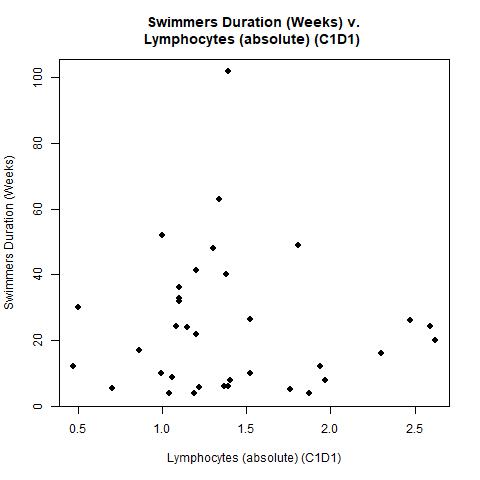 Swimmers Duration (Weeks) v.
Lymphocytes (absolute) (C1D1)
Swimmers Duration (Weeks)
100
80
60
40
20
0
0.5 1.0 1.5 2.0 2.5
Lymphocytes (absolute) (C1D1)